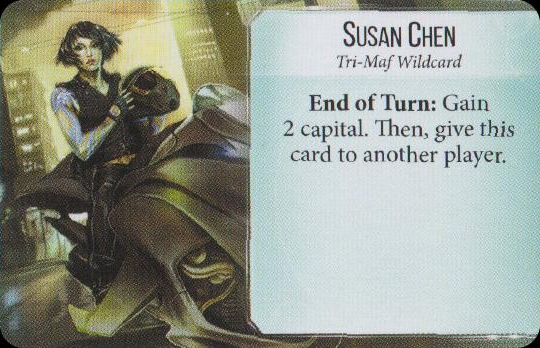 SUSAN CHEN
Tri-Maf Wildcard
End of Turn: Gain
2 capital. Then, give this
card to another player.